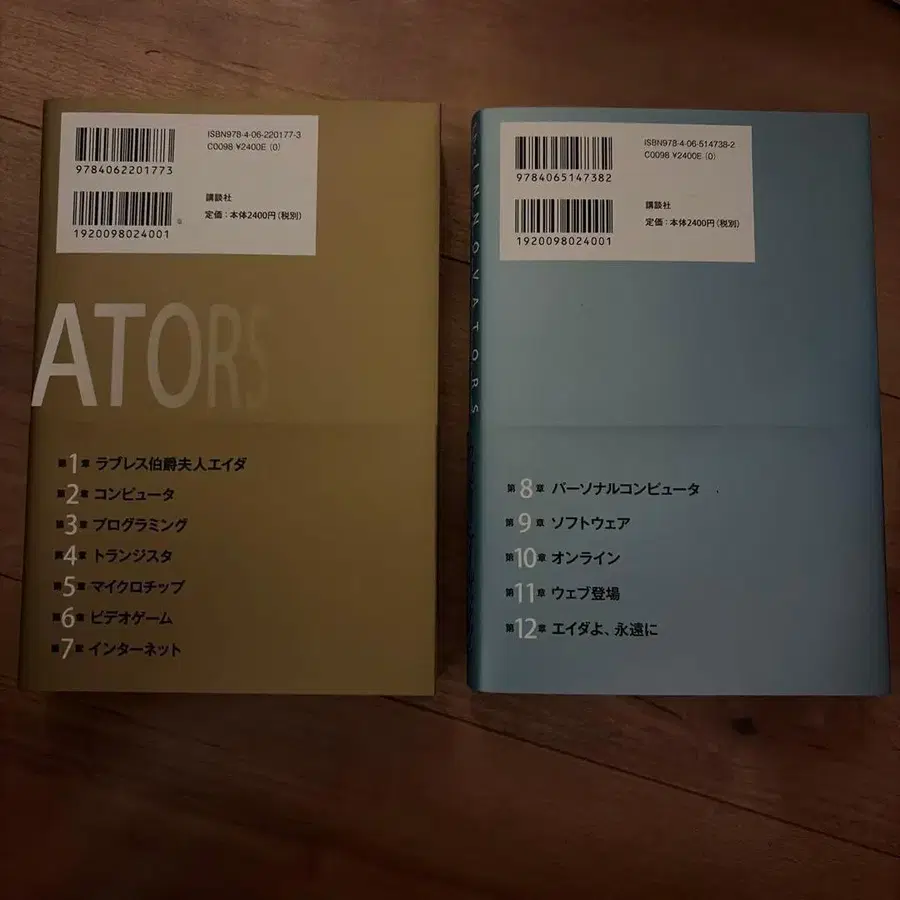 ISBN978-4-06-220177-3
C0098 ¥2400E (0)
9784062201773
講談社
定価:本体2400円(税別)
1920098024001
ATORS
第1章 ラブレス伯爵夫人エイダ
第2章 コンピュータ
第3章 プログラミング
第4章 トランジスタ
第5章 マイクロチップ
第6章 ビデオゲーム
第7章 インターネット
INNOVATORS
ISBN978-4-06-514738-2
C0098 ¥2400E (0)
9784065147382
講談社
定価:本体2400円(税別)
1920098024001
第8章 パーソナルコンピュータ
第9章 ソフトウェア
第10章 オンライン
第11章 ウェブ登場
第12章 エイダよ、永遠に